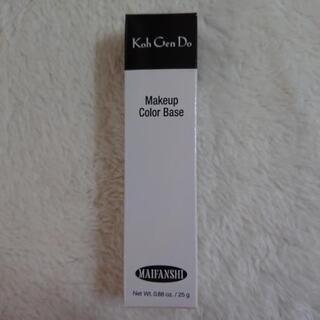 Koh Gen Do
Makeup
Color Base
MAIFANSHI
Net Wt. 0.88 oz. / 25 g